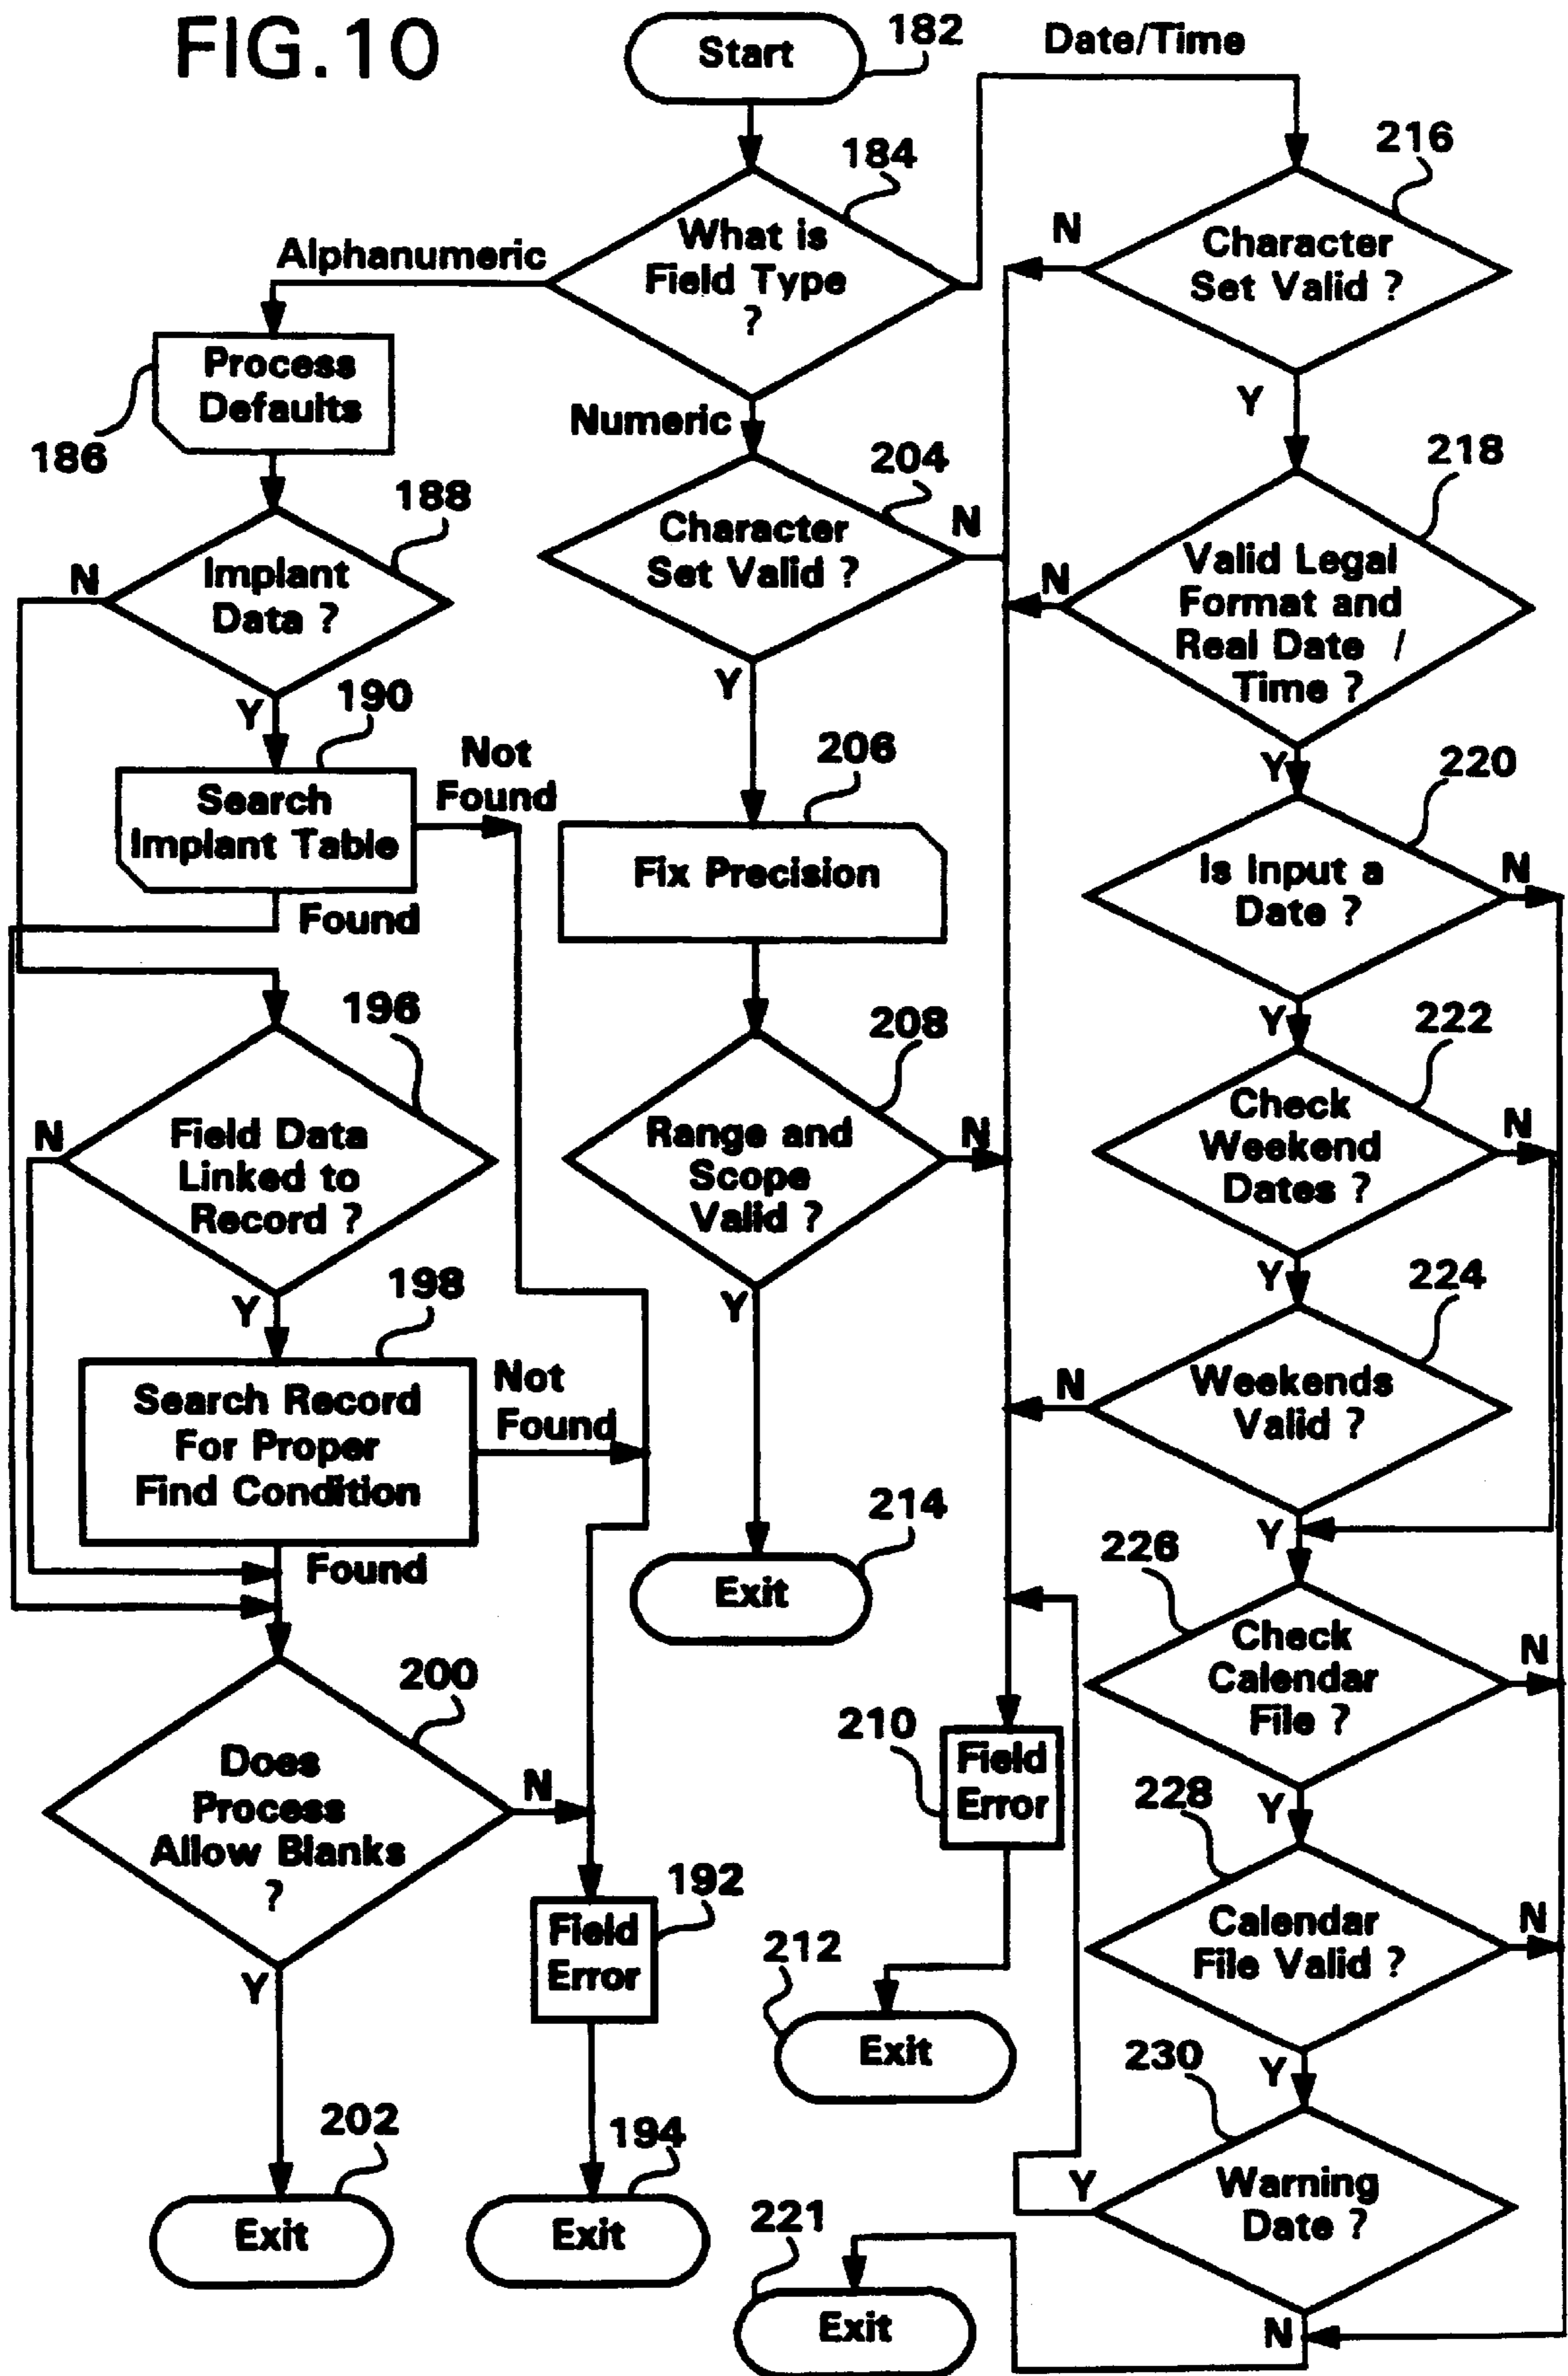 FIG.10
Start
182
Date/Time
184
What is
Field Type
?
Alphanumeric
216
N
Character
Set Valid ?
Y
Process
Defaults
186
Numeric
204
Character
Set Valid ?
N
218
Valid Legal
Format and
Real Date /
Time ?
N
188
N
Implant
Data ?
Y
190
Search
Implant Table
Not
Found
Found
Y
206
Fix Precision
Y
220
Is Input a
Date ?
N
Y
196
N
Field Data
Linked to
Record ?
Y
208
Range and
Scope
Valid ?
N
Y
222
Check
Weekend
Dates ?
N
Y
224
N
Weekends
Valid ?
Y
198
Search Record
For Proper
Find Condition
Not
Found
Found
214
Exit
226
Check
Calendar
File ?
N
Y
200
Does
Process
Allow Blanks
?
N
Y
210
Field
Error
228
Calendar
File Valid ?
N
Y
192
Field
Error
212
Exit
230
Y
Warning
Date ?
N
202
Exit
194
Exit
221
Exit